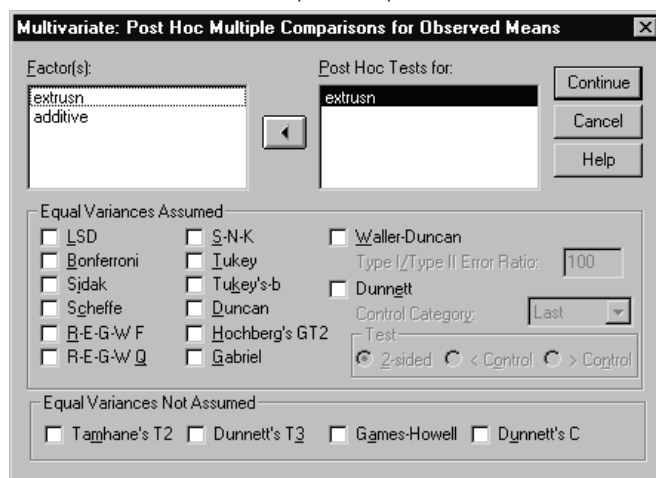 Multivariate: Post Hoc Multiple Comparisons for Observed Means
Factor(s):
extrusn
additive
Post Hoc Tests for:
extrusn
Continue
Cancel
Help
Equal Variances Assumed
LSD
Bonferroni
Sidak
Scheffe
R-E-G-W F
R-E-G-W Q
S-N-K
Tukey
Tukey's-b
Duncan
Hochberg's GT2
Gabriel
Waller-Duncan
Type I/Type II Error Ratio: 100
Dunnett
Control Category: Last
Test
2-sided < Control > Control
Equal Variances Not Assumed
Tamhane's T2 Dunnett's T3 Games-Howell Dunnett's C